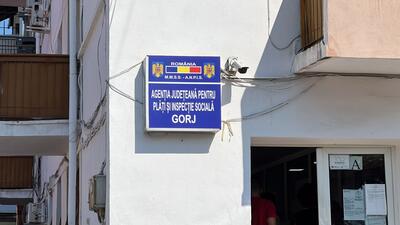 ROMÂNIA
M.M.S.S. - A.N.P.I.S.
AGENȚIA JUDEȚEANĂ PENTRU
PLĂȚI ȘI INSPECȚIE SOCIALĂ
GORJ
A